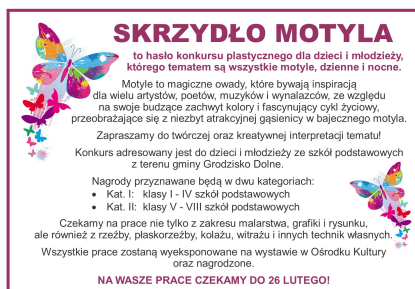 SKRZYDŁO MOTYLA
to hasło konkursu plastycznego dla dzieci i młodzieży,
którego tematem są wszystkie motyle, dzienne i nocne.
Motyle to magiczne owady, które bywają inspiracją
dla wielu artystów, poetów, muzyków i wynalazców, ze względu
na swoje budzące zachwyt kolory i fascynujący cykl życiowy,
przeobrażające się z niezbyt atrakcyjnej gąsienicy w bajecznego motyla.
Zapraszamy do twórczej oraz kreatywnej interpretacji tematu!
Konkurs adresowany jest do dzieci i młodzieży ze szkół podstawowych
z terenu gminy Grodzisko Dolne.
Nagrody przyznawane będą w dwu kategoriach:
• Kat. I: klasy I - IV szkół podstawowych
• Kat. II: klasy V - VIII szkół podstawowych
Czekamy na prace nie tylko z zakresu malarstwa, grafiki i rysunku,
ale również z rzeźby, płaskorzeźby, kolażu, witrażu i innych technik własnych.
Wszystkie prace zostaną wyeksponowane na wystawie w Ośrodku Kultury
oraz nagrodzone.
NA WASZE PRACE CZEKAMY DO 26 LUTEGO!